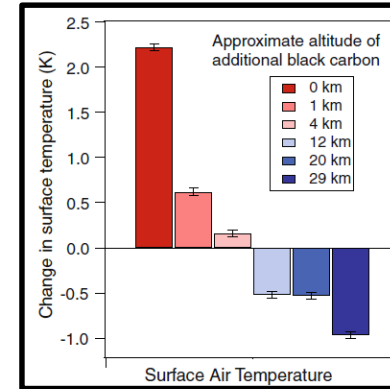 Change in surface temperature (K)
2.5
2.0
1.5
1.0
0.5
0.0
-0.5
-1.0
Approximate altitude of
additional black carbon
0 km
1 km
4 km
12 km
20 km
29 km
Surface Air Temperature